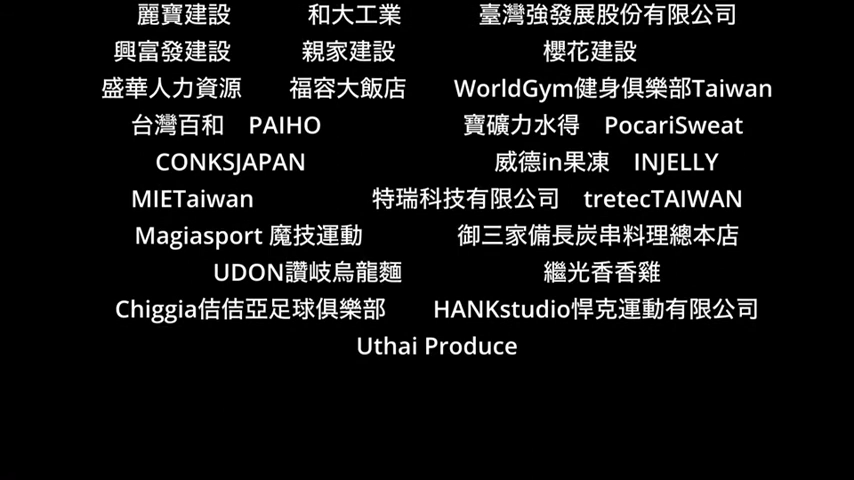 麗寶建設 和大工業 臺灣強發展股份有限公司
興富發建設 親家建設 櫻花建設
盛華人力資源 福容大飯店 WorldGym健身俱樂部Taiwan
台灣百和 PAIHO 寶礦力水得 PocariSweat
CONKSJAPAN 威德in果凍 INJELLY
MIETaiwan 特瑞科技有限公司 tretecTAIWAN
Magiasport 魔技運動 御三家備長炭串料理總本店
UDON讚岐烏龍麵 繼光香香雞
Chiggia佶佶亞足球俱樂部 HANKstudio悍克運動有限公司
Uthai Produce